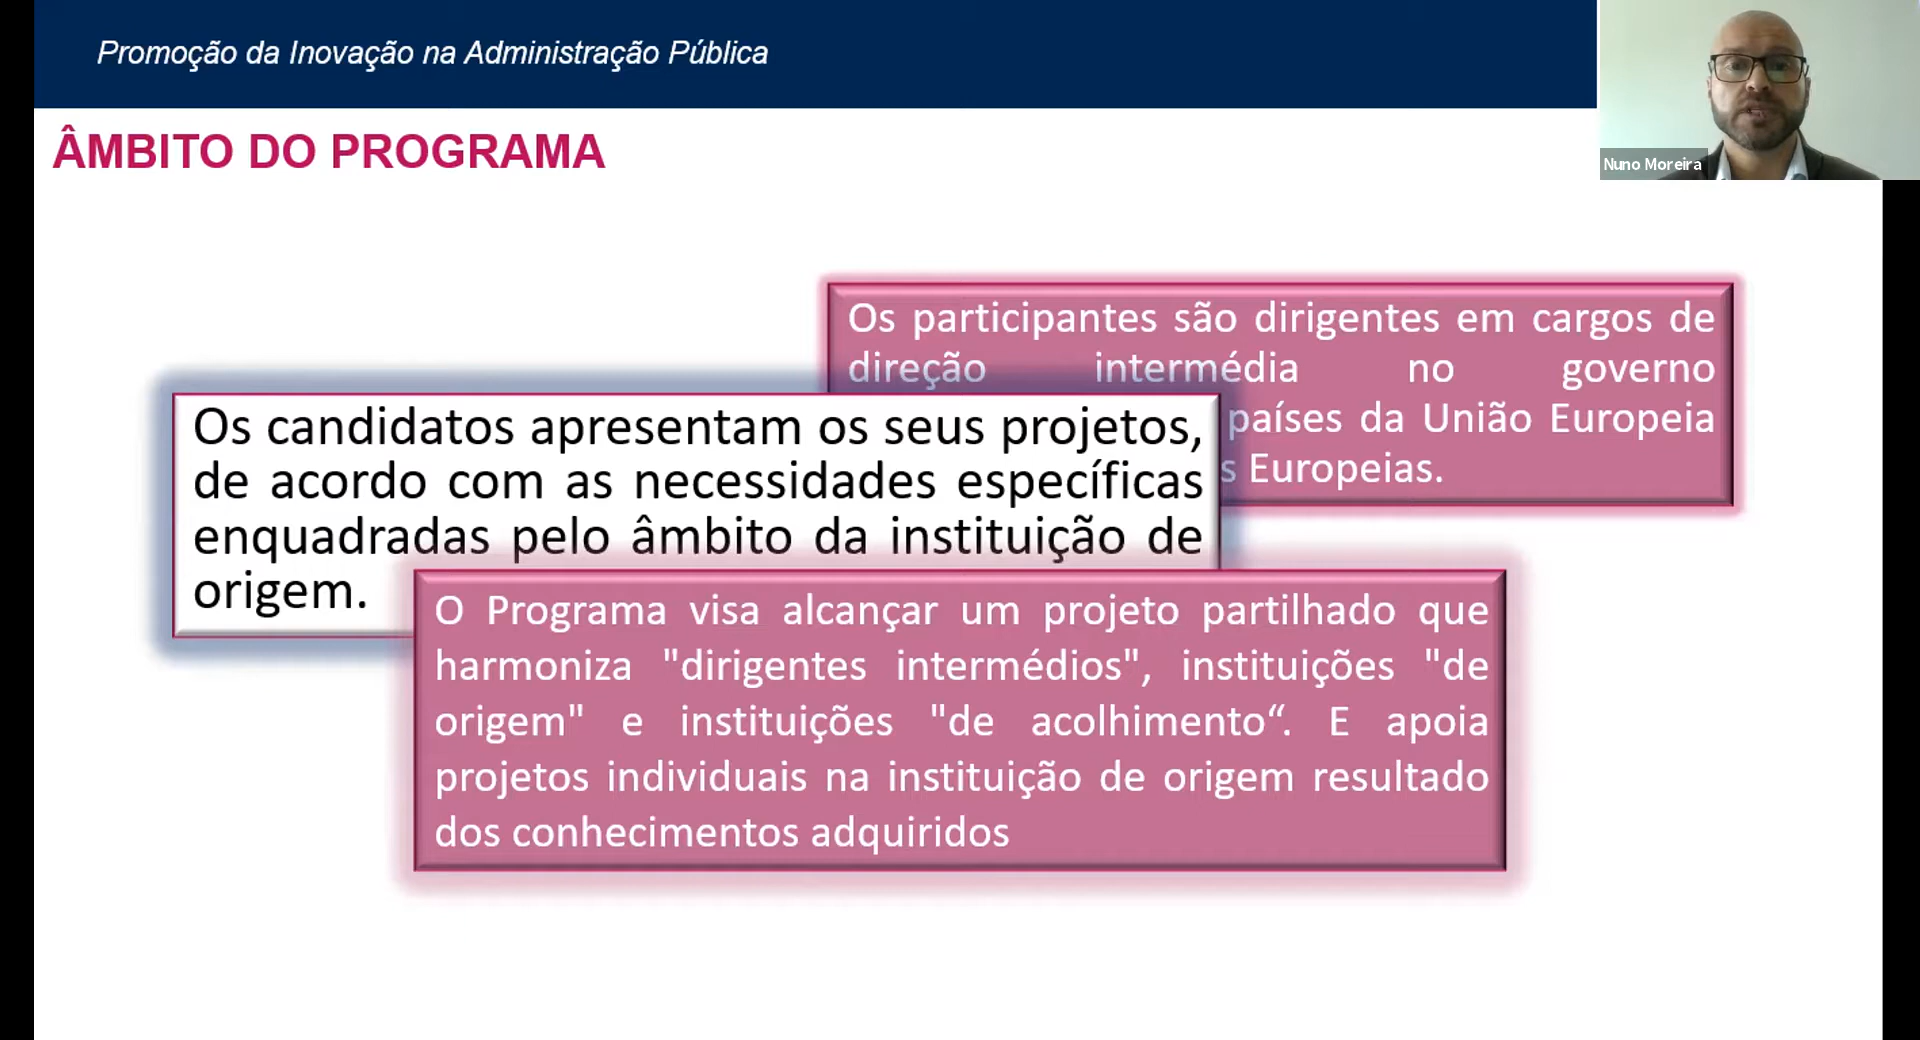 Promoção da Inovação na Administração Pública
Nuno Moreira
ÂMBITO DO PROGRAMA
Os participantes são dirigentes em cargos de
direção intermédia no governo
países da União Europeia
Europeias.
Os candidatos apresentam os seus projetos,
de acordo com as necessidades específicas
enquadradas pelo âmbito da instituição de
origem.
O Programa visa alcançar um projeto partilhado que
harmoniza "dirigentes intermédios", instituições "de
origem" e instituições "de acolhimento“. E apoia
projetos individuais na instituição de origem resultado
dos conhecimentos adquiridos